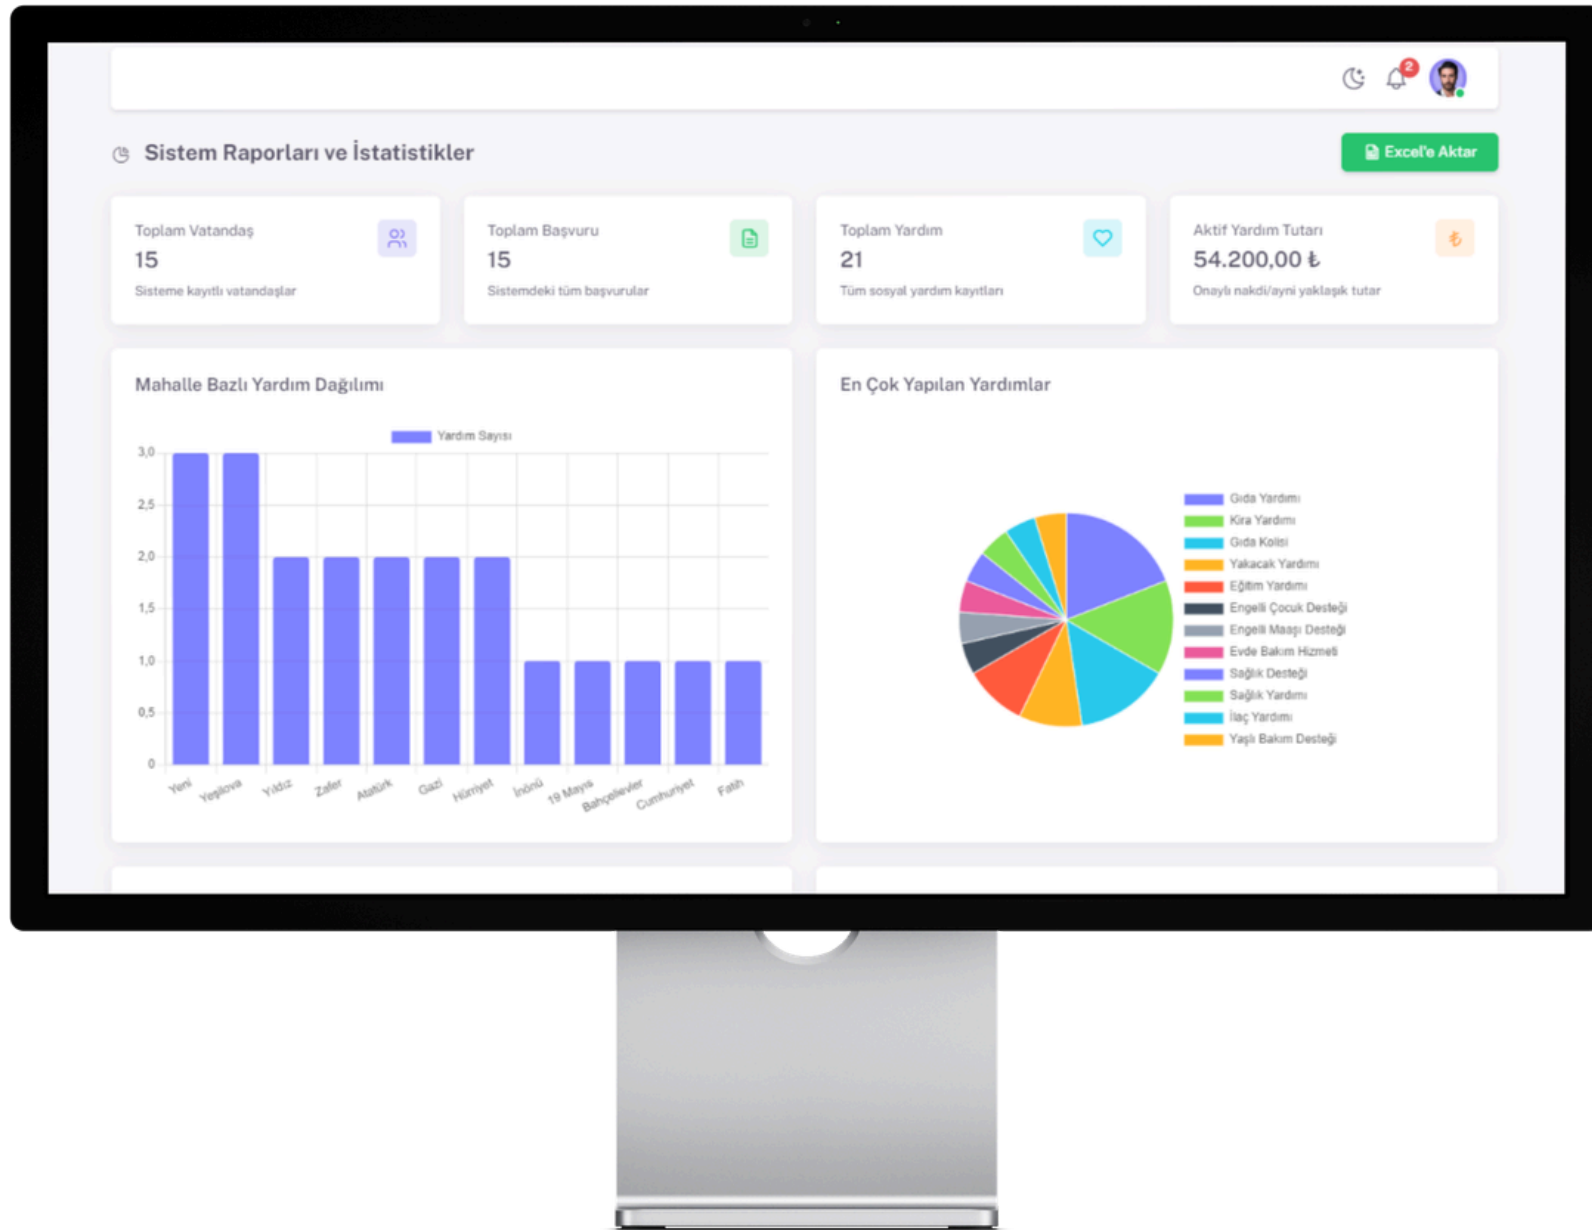 2
Sistem Raporları ve İstatistikler
Excel'e Aktar
Toplam Vatandaş
15
Sisteme kayıtlı vatandaşlar
Toplam Başvuru
15
Sistemdeki tüm başvurular
Toplam Yardım
21
Tüm sosyal yardım kayıtları
Aktif Yardım Tutarı
54.200,00 ₺
Onaylı nakdi/ayni yaklaşık tutar
Mahalle Bazlı Yardım Dağılımı
Yardım Sayısı
3,0
2,5
2,0
1,5
1,0
0,5
0
Yeni
Yeşilova
Yıldız
Zafer
Atatürk
Gazi
Hürriyet
İnönü
19 Mayıs
Bahçelievler
Cumhuriyet
Fatih
En Çok Yapılan Yardımlar
Gıda Yardımı
Kira Yardımı
Gıda Kolisi
Yakacak Yardımı
Eğitim Yardımı
Engelli Çocuk Desteği
Engelli Maaşı Desteği
Evde Bakım Hizmeti
Sağlık Desteği
Sağlık Yardımı
İlaç Yardımı
Yaşlı Bakım Desteği